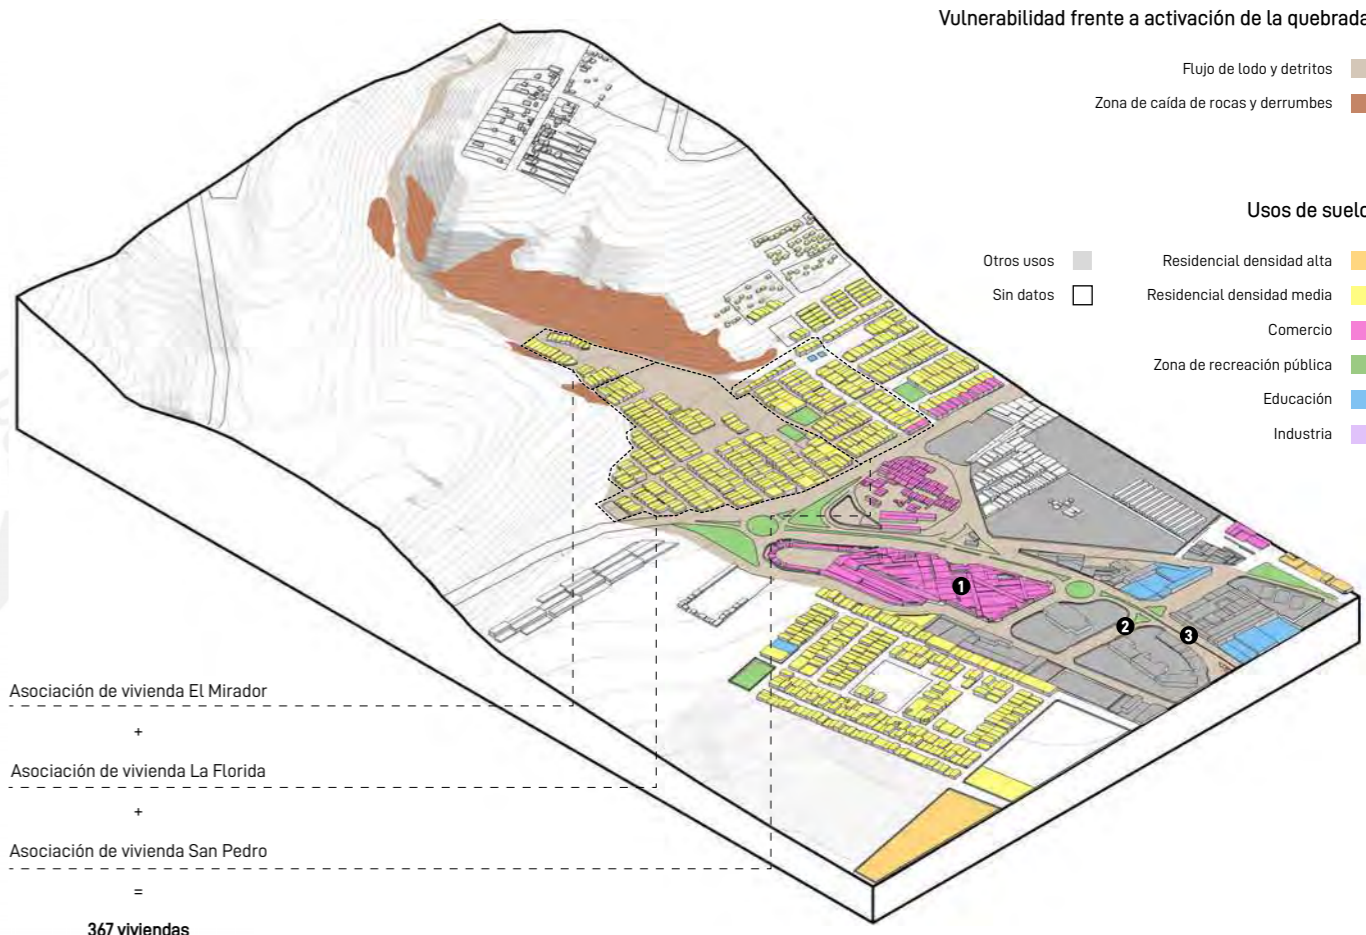 Vulnerabilidad frente a activación de la quebrada
Flujo de lodo y detritos
Zona de caída de rocas y derrumbes
Usos de suelo
Otros usos
Sin datos
Residencial densidad alta
Residencial densidad media
Comercio
Zona de recreación pública
Educación
Industria
1
2
3
Asociación de vivienda El Mirador
+
Asociación de vivienda La Florida
+
Asociación de vivienda San Pedro
=
367 viviendas